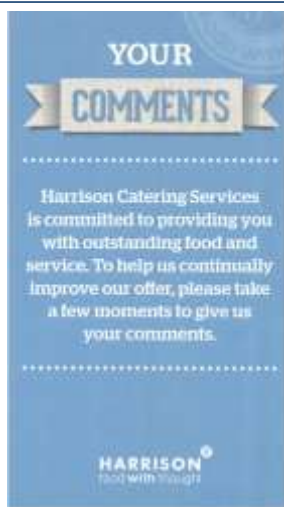 YOUR
COMMENTS
Harrison Catering Services
is committed to providing you
with outstanding food and
service. To help us continually
improve our offer, please take
a few moments to give us
your comments.
HARRISON
food with thought